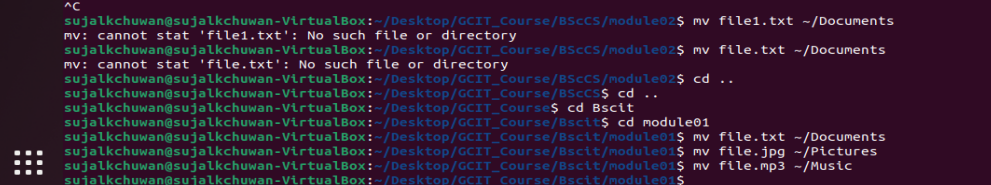 ^C
sujalkchuwan@sujalkchuwan-VirtualBox:~/Desktop/GCIT_Course/BScCS/module02$ mv file1.txt ~/Documents
mv: cannot stat 'file1.txt': No such file or directory
sujalkchuwan@sujalkchuwan-VirtualBox:~/Desktop/GCIT_Course/BScCS/module02$ mv file.txt ~/Documents
mv: cannot stat 'file.txt': No such file or directory
sujalkchuwan@sujalkchuwan-VirtualBox:~/Desktop/GCIT_Course/BScCS/module02$ cd ..
sujalkchuwan@sujalkchuwan-VirtualBox:~/Desktop/GCIT_Course/BScCS$ cd ..
sujalkchuwan@sujalkchuwan-VirtualBox:~/Desktop/GCIT_Course$ cd Bscit
sujalkchuwan@sujalkchuwan-VirtualBox:~/Desktop/GCIT_Course/Bscit$ cd module01
sujalkchuwan@sujalkchuwan-VirtualBox:~/Desktop/GCIT_Course/Bscit/module01$ mv file.txt ~/Documents
sujalkchuwan@sujalkchuwan-VirtualBox:~/Desktop/GCIT_Course/Bscit/module01$ mv file.jpg ~/Pictures
sujalkchuwan@sujalkchuwan-VirtualBox:~/Desktop/GCIT_Course/Bscit/module01$ mv file.mp3 ~/Music
sujalkchuwan@sujalkchuwan-VirtualBox:~/Desktop/GCIT_Course/Bscit/module01$